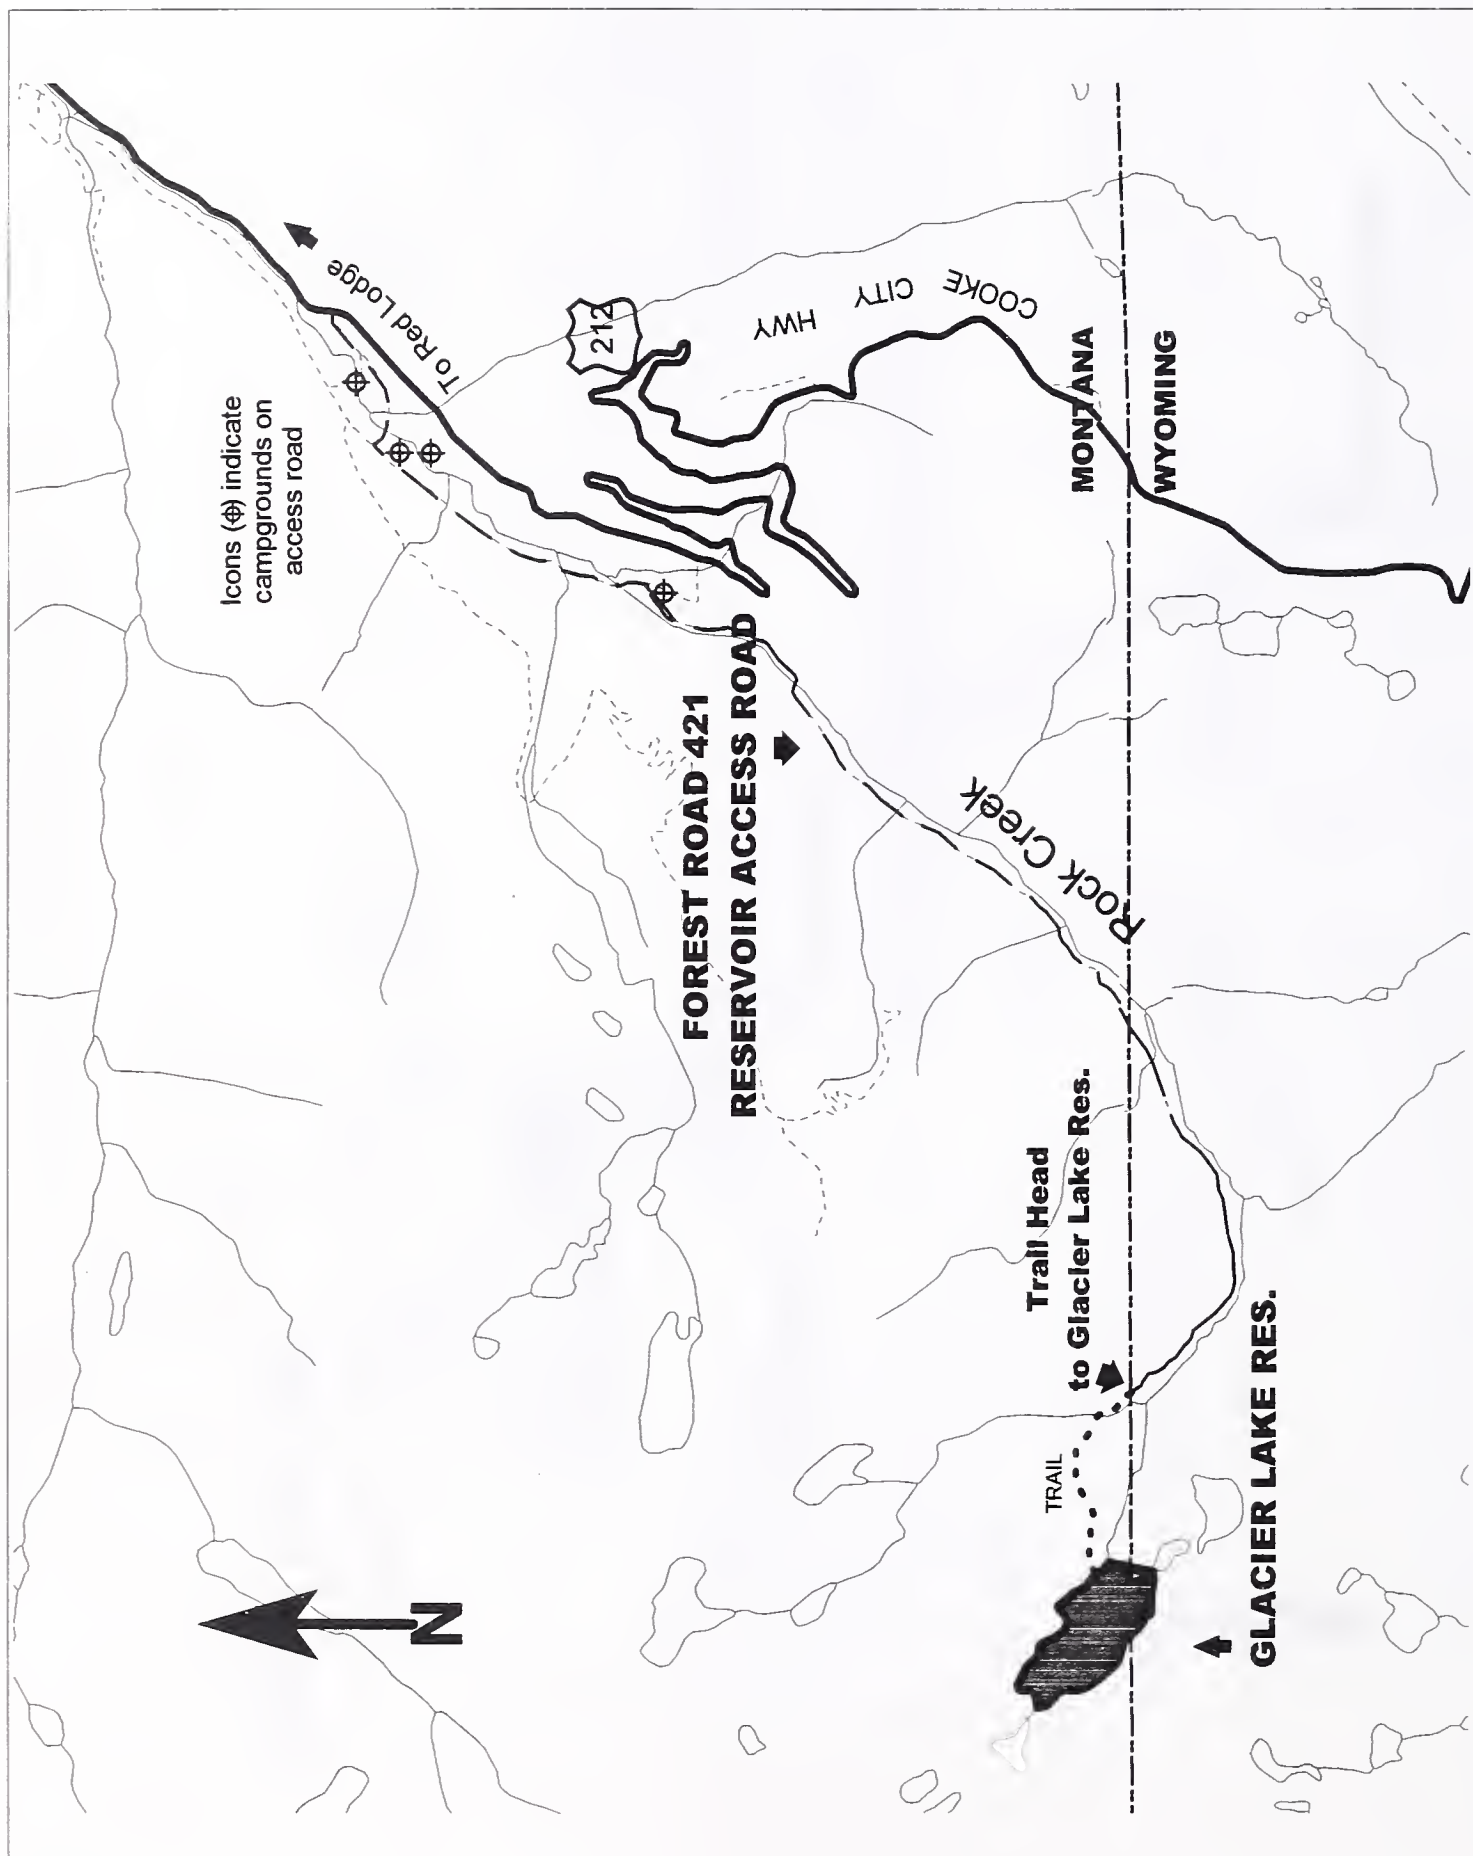 Icons (⌖) indicate
campgrounds on
access road
To Red Lodge
212
COOKE CITY HWY
MONTANA
WYOMING
FOREST ROAD 421
RESERVOIR ACCESS ROAD
Rock Creek
Trail Head
to Glacier Lake Res.
TRAIL
GLACIER LAKE RES.
N